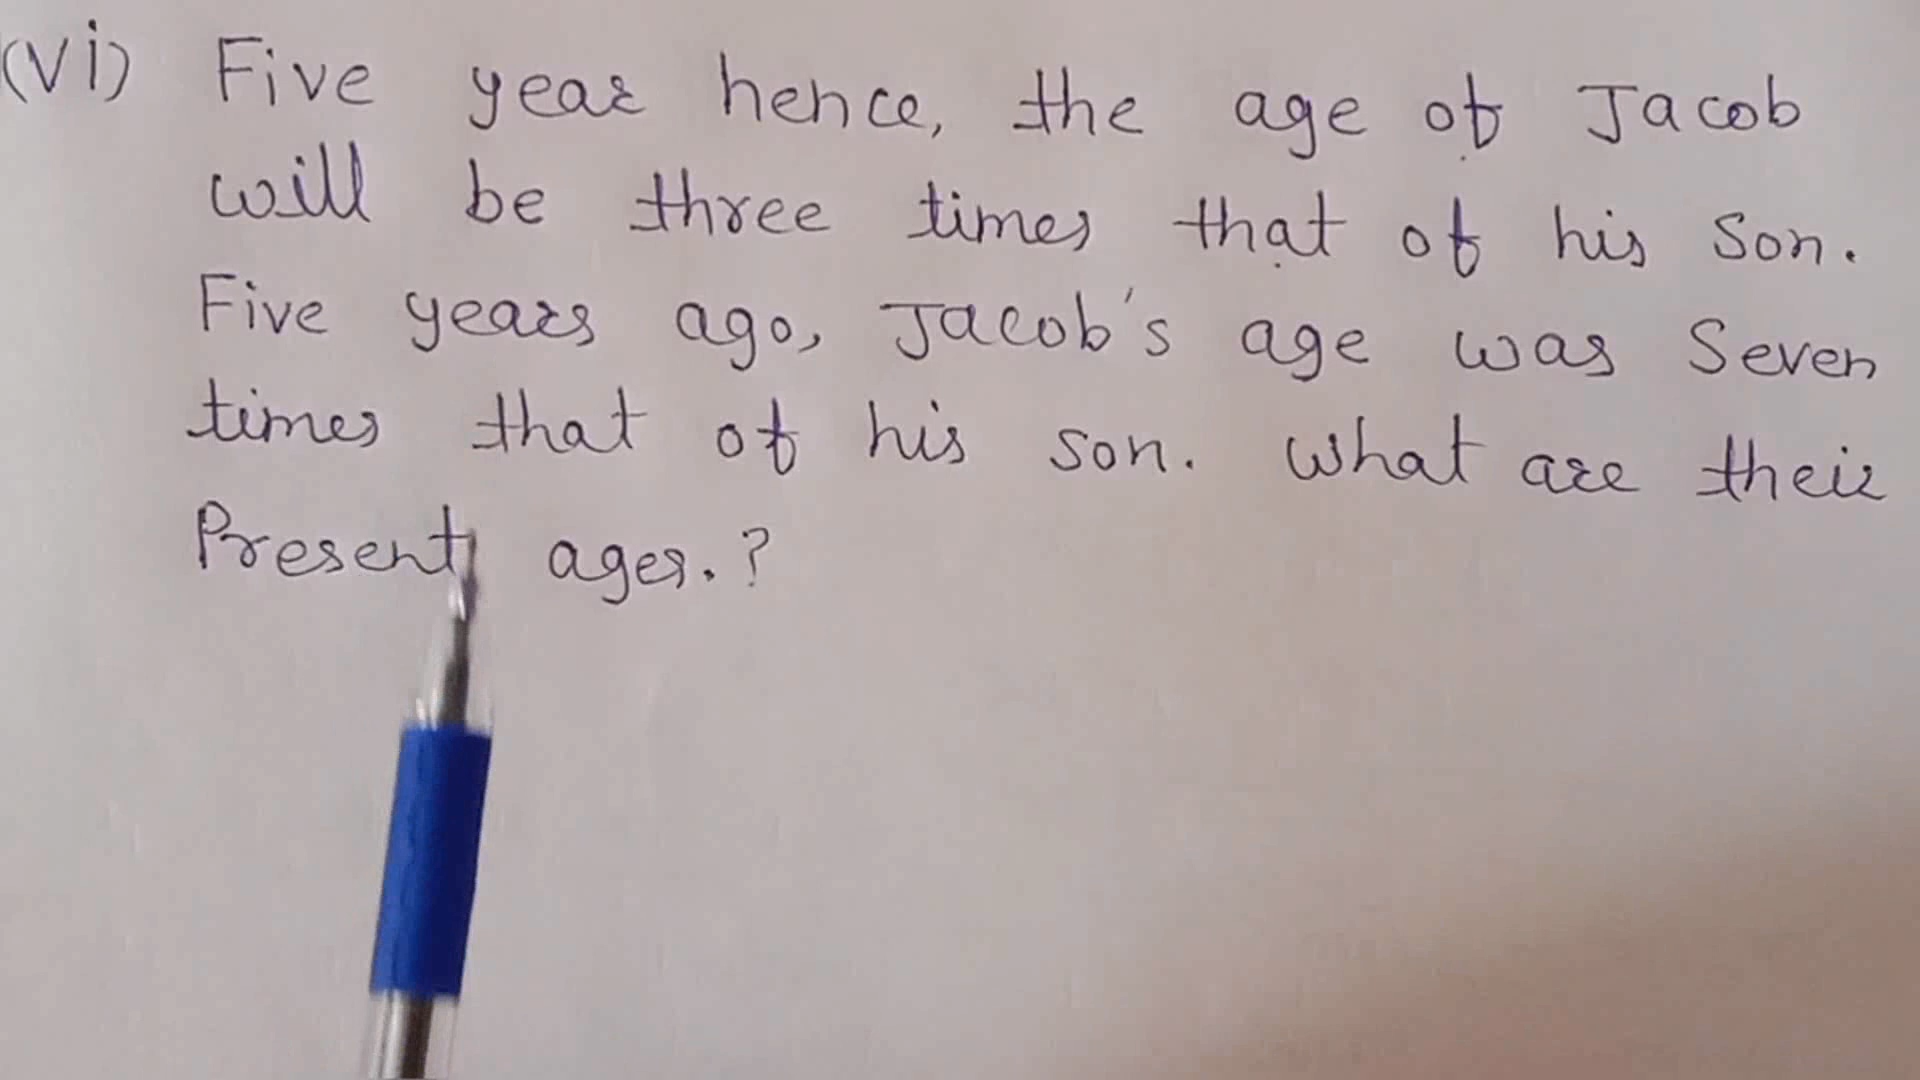 (vi) Five year hence, the age of Jacob
will be three times that of his son.
Five years ago, Jacob's age was seven
times that of his son. What are their
Present ages.?